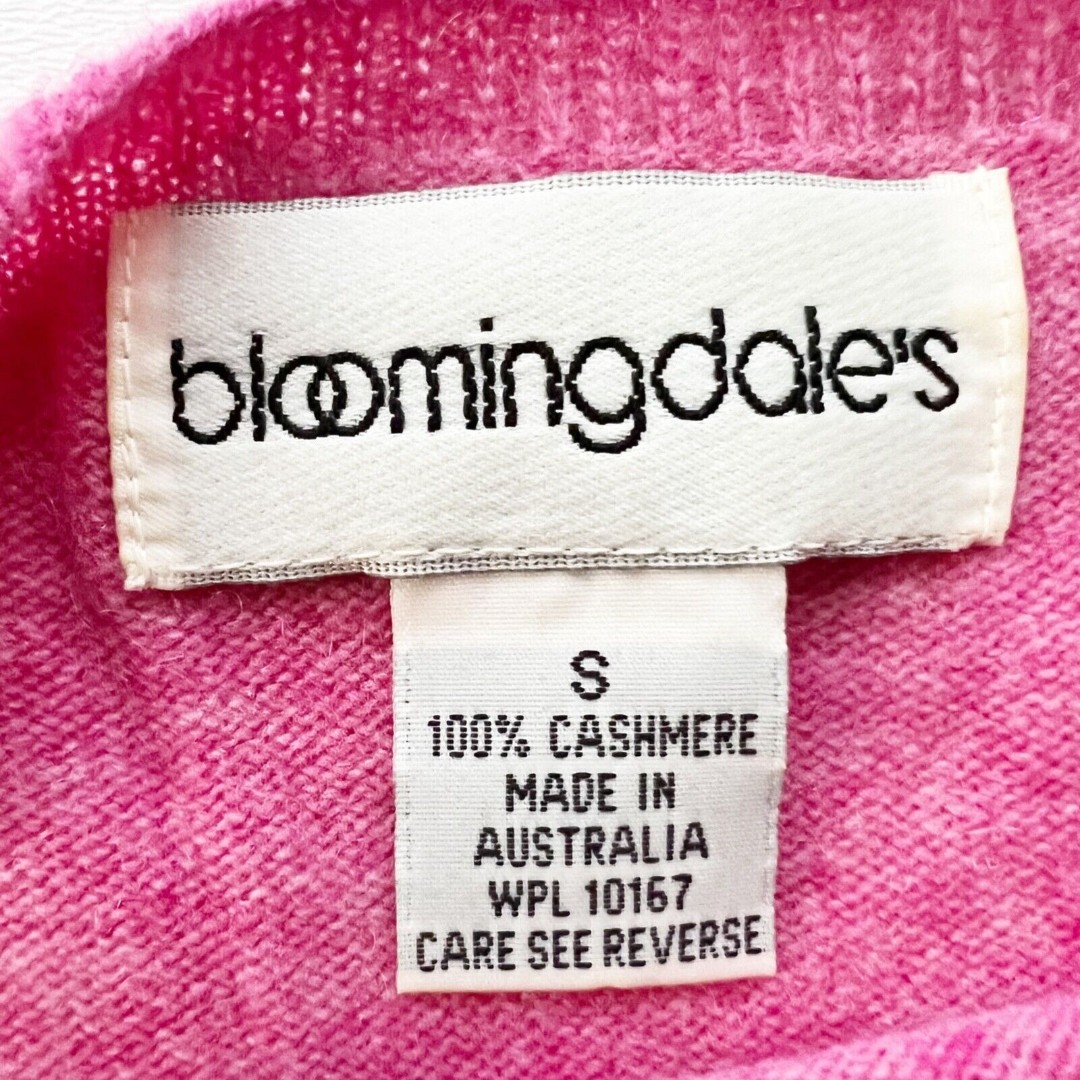 bloomingdale's
S
100% CASHMERE
MADE IN
AUSTRALIA
WPL 10167
CARE SEE REVERSE